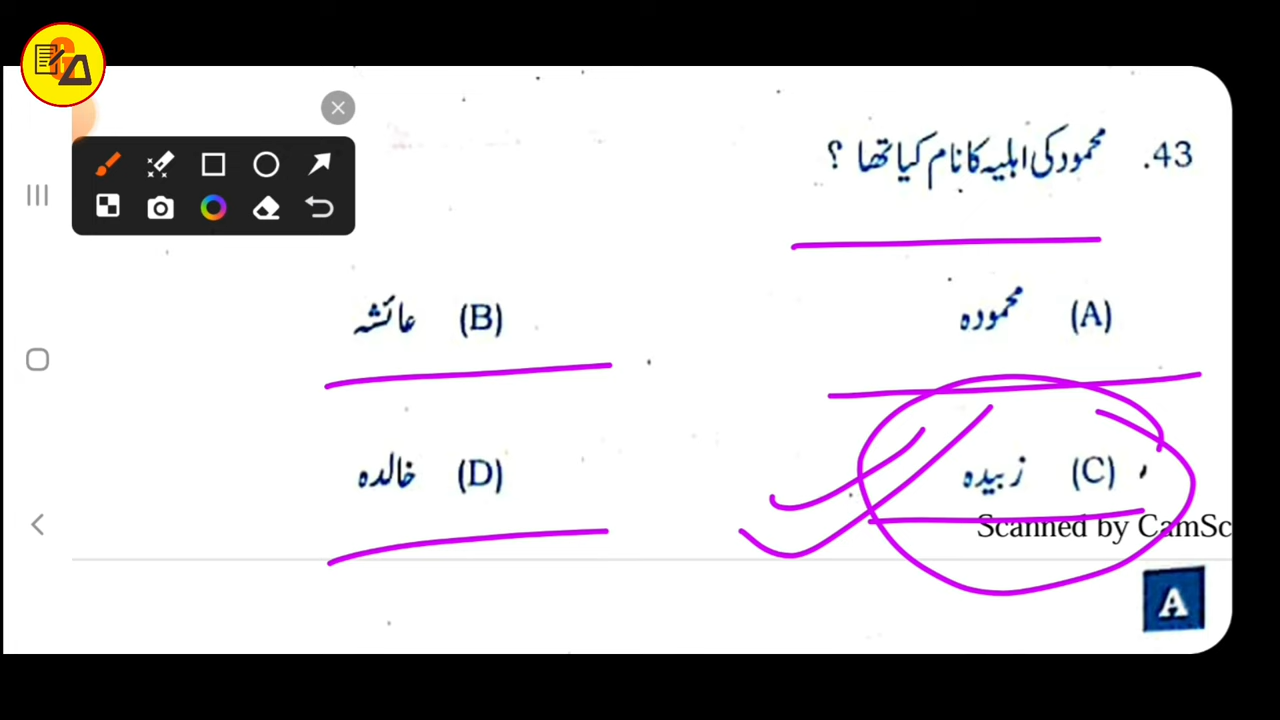 43. محمود کی اہلیہ کا نام کیا تھا ؟
(A) محمودہ (B) عائشہ
(C) زبیدہ (D) خالدہ
Scanned by CamSc
A